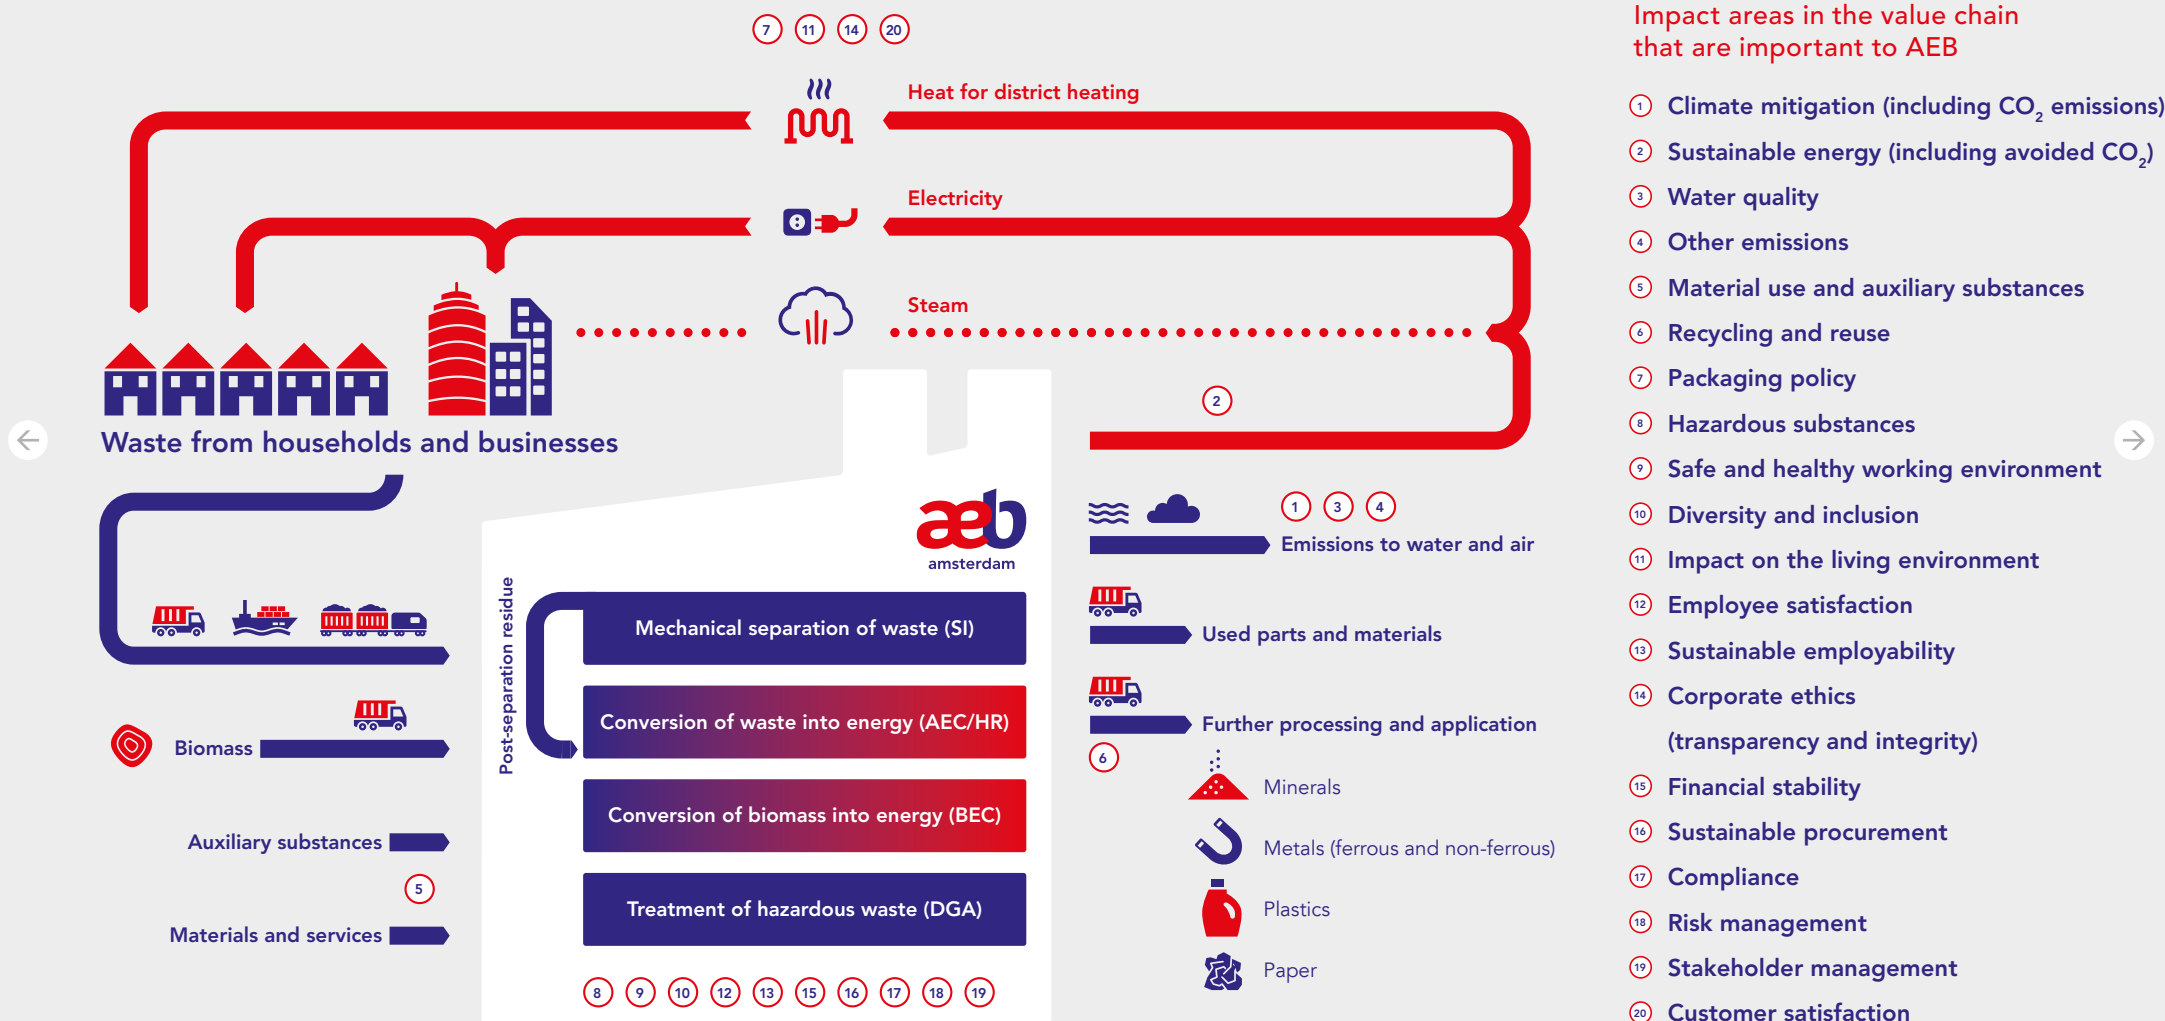 7 11 14 20
Heat for district heating
Electricity
Steam
Waste from households and businesses
Biomass
Auxiliary substances
5
Materials and services
2
aeb
amsterdam
Post-separation residue
Mechanical separation of waste (SI)
Conversion of waste into energy (AEC/HR)
Conversion of biomass into energy (BEC)
Treatment of hazardous waste (DGA)
8 9 10 12 13 15 16 17 18 19
1 3 4
Emissions to water and air
Used parts and materials
Further processing and application
6
Minerals
Metals (ferrous and non-ferrous)
Plastics
Paper
Impact areas in the value chain
that are important to AEB
1 Climate mitigation (including CO₂ emissions)
2 Sustainable energy (including avoided CO₂)
3 Water quality
4 Other emissions
5 Material use and auxiliary substances
6 Recycling and reuse
7 Packaging policy
8 Hazardous substances
9 Safe and healthy working environment
10 Diversity and inclusion
11 Impact on the living environment
12 Employee satisfaction
13 Sustainable employability
14 Corporate ethics
(transparency and integrity)
15 Financial stability
16 Sustainable procurement
17 Compliance
18 Risk management
19 Stakeholder management
20 Customer satisfaction